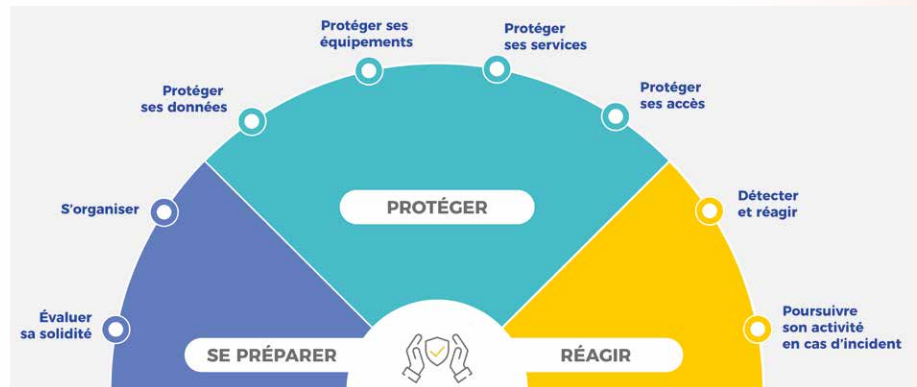 Protéger ses
équipements
Protéger
ses services
Protéger
ses données
Protéger
ses accès
S'organiser
PROTÉGER
Détecter
et réagir
Évaluer
sa solidité
Poursuivre
son activité
en cas d'incident
SE PRÉPARER
RÉAGIR